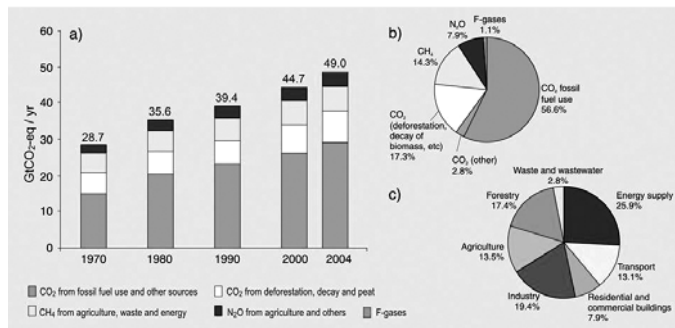 a)
GtCO₂-eq / yr
60
50
40
30
20
10
0
28.7
35.6
39.4
44.7
49.0
1970
1980
1990
2000
2004
CO₂ from fossil fuel use and other sources
CO₂ from deforestation, decay and peat
CH₄ from agriculture, waste and energy
N₂O from agriculture and others
F-gases
b)
F-gases
1.1%
N₂O
7.9%
CH₄
14.3%
CO₂ fossil
fuel use
56.6%
CO₂
(deforestation,
decay of
biomass, etc)
17.3%
CO₂ (other)
2.8%
c)
Waste and wastewater
2.8%
Forestry
17.4%
Energy supply
25.9%
Agriculture
13.5%
Transport
13.1%
Industry
19.4%
Residential and
commercial buildings
7.9%